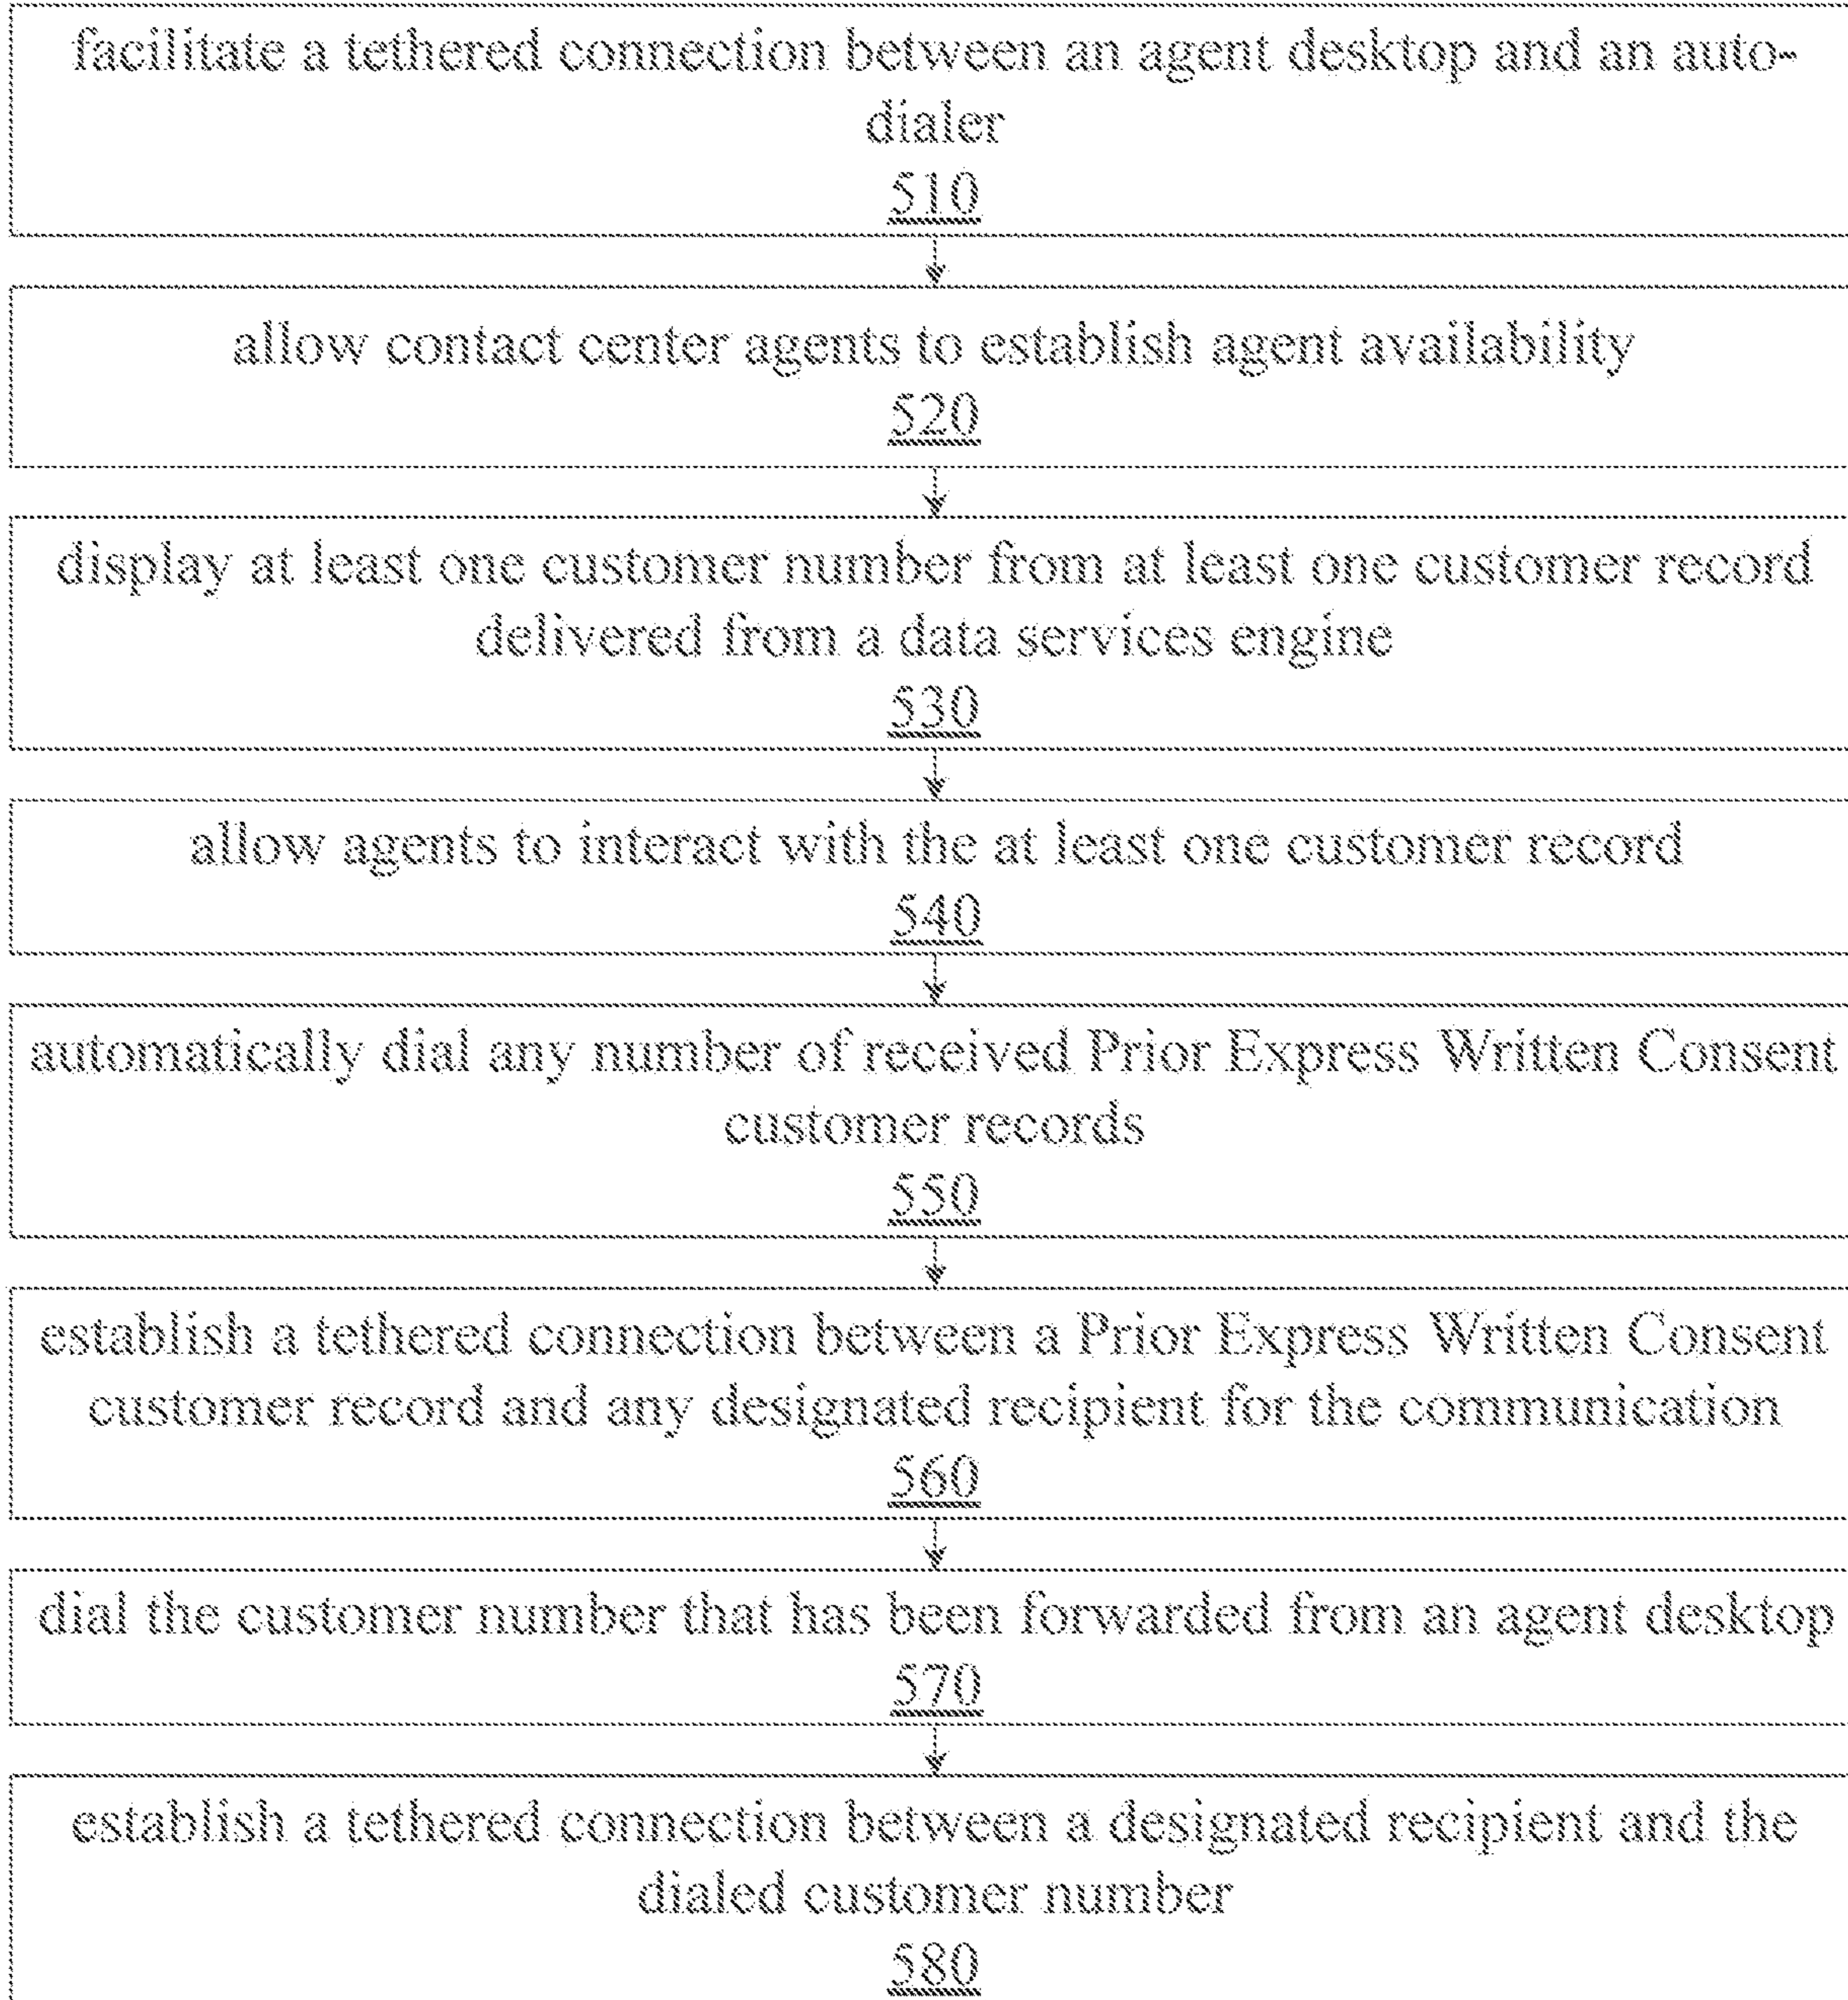 facilitate a tethered connection between an agent desktop and an auto-
dialer
510
allow contact center agents to establish agent availability
520
display at least one customer number from at least one customer record
delivered from a data services engine
530
allow agents to interact with the at least one customer record
540
automatically dial any number of received Prior Express Written Consent
customer records
550
establish a tethered connection between a Prior Express Written Consent
customer record and any designated recipient for the communication
560
dial the customer number that has been forwarded from an agent desktop
570
establish a tethered connection between a designated recipient and the
dialed customer number
580